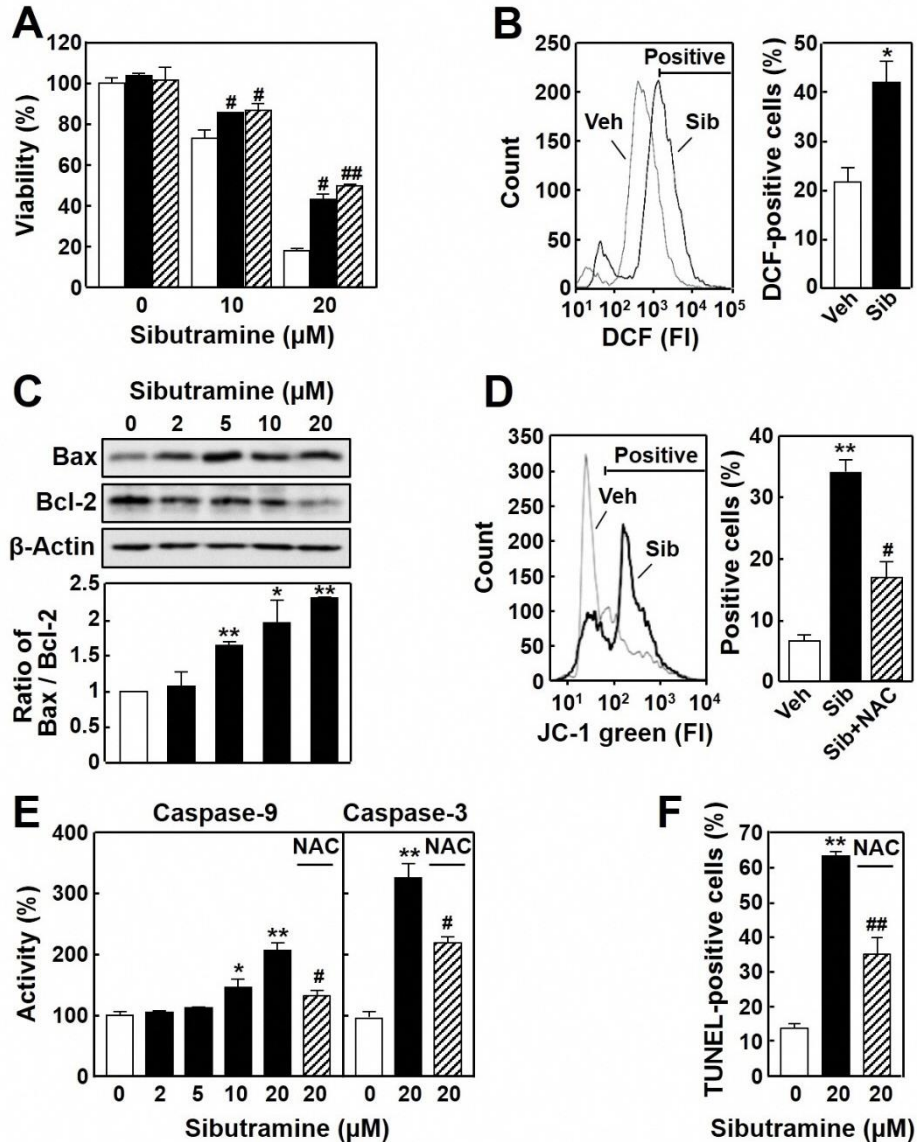 A
120
100
80
60
40
20
0
Viability (%)
# #
# ##
0 10 20
Sibutramine (µM)
B
250
200
150
100
50
0
Count
Positive
Veh Sib
10¹ 10² 10³ 10⁴ 10⁵
DCF (FI)
50
40
30
20
10
0
DCF-positive cells (%)
*
Veh Sib
C
Sibutramine (µM)
0 2 5 10 20
Bax
Bcl-2
β-Actin
2.5
2
1.5
1
0.5
0
Ratio of
Bax / Bcl-2
** * **
D
350
300
250
200
150
100
50
0
Count
Positive
Veh
Sib
10¹ 10² 10³ 10⁴
JC-1 green (FI)
40
30
20
10
0
Positive cells (%)
**
#
Veh Sib Sib+NAC
E
Caspase-9 Caspase-3
400
300
200
100
0
Activity (%)
NAC NAC
* ** # ** #
0 2 5 10 20 20 0 20 20
Sibutramine (µM)
F
70
60
50
40
30
20
10
0
TUNEL-positive cells (%)
** NAC
##
0 20 20
Sibutramine (µM)